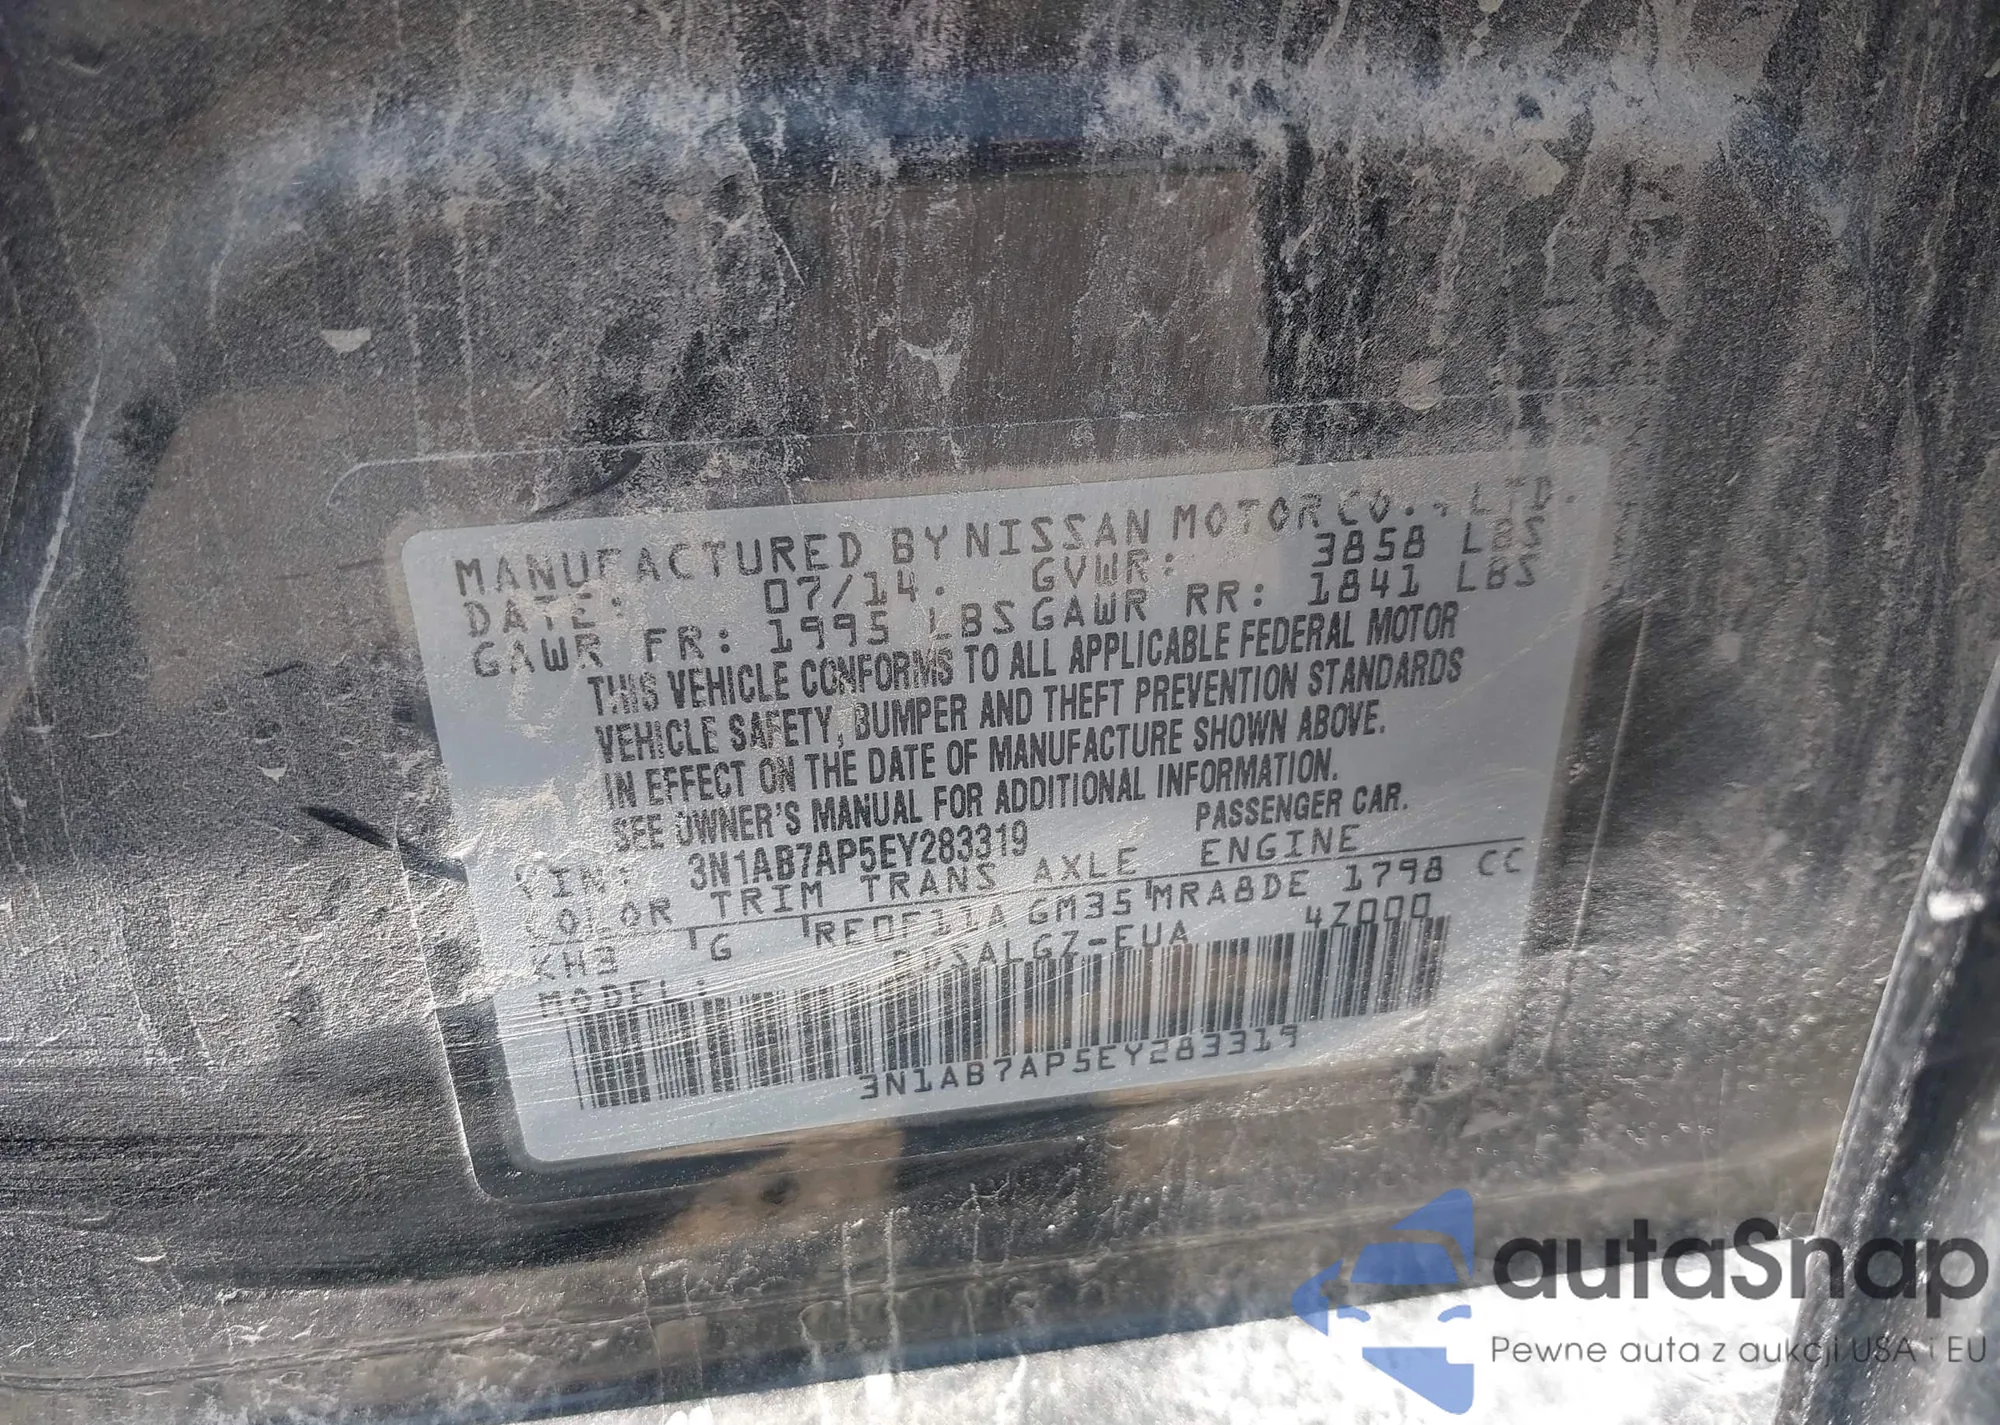 MANUFACTURED BY NISSAN MOTOR CO., LTD.
DATE: 07/14. GVWR: 3858 LBS
GAWR FR: 1995 LBS GAWR RR: 1841 LBS
THIS VEHICLE CONFORMS TO ALL APPLICABLE FEDERAL MOTOR
VEHICLE SAFETY, BUMPER AND THEFT PREVENTION STANDARDS
IN EFFECT ON THE DATE OF MANUFACTURE SHOWN ABOVE.
SEE OWNER'S MANUAL FOR ADDITIONAL INFORMATION.
VIN: 3N1AB7AP5EY283319 PASSENGER CAR.
COLOR TRIM TRANS AXLE ENGINE
KH3 G RE0F11A GM35 MRA8DE 1798 CC
MODEL: 4Z000
3N1AB7AP5EY283319
autaSnap
Pewne auta z aukcji USA i EU